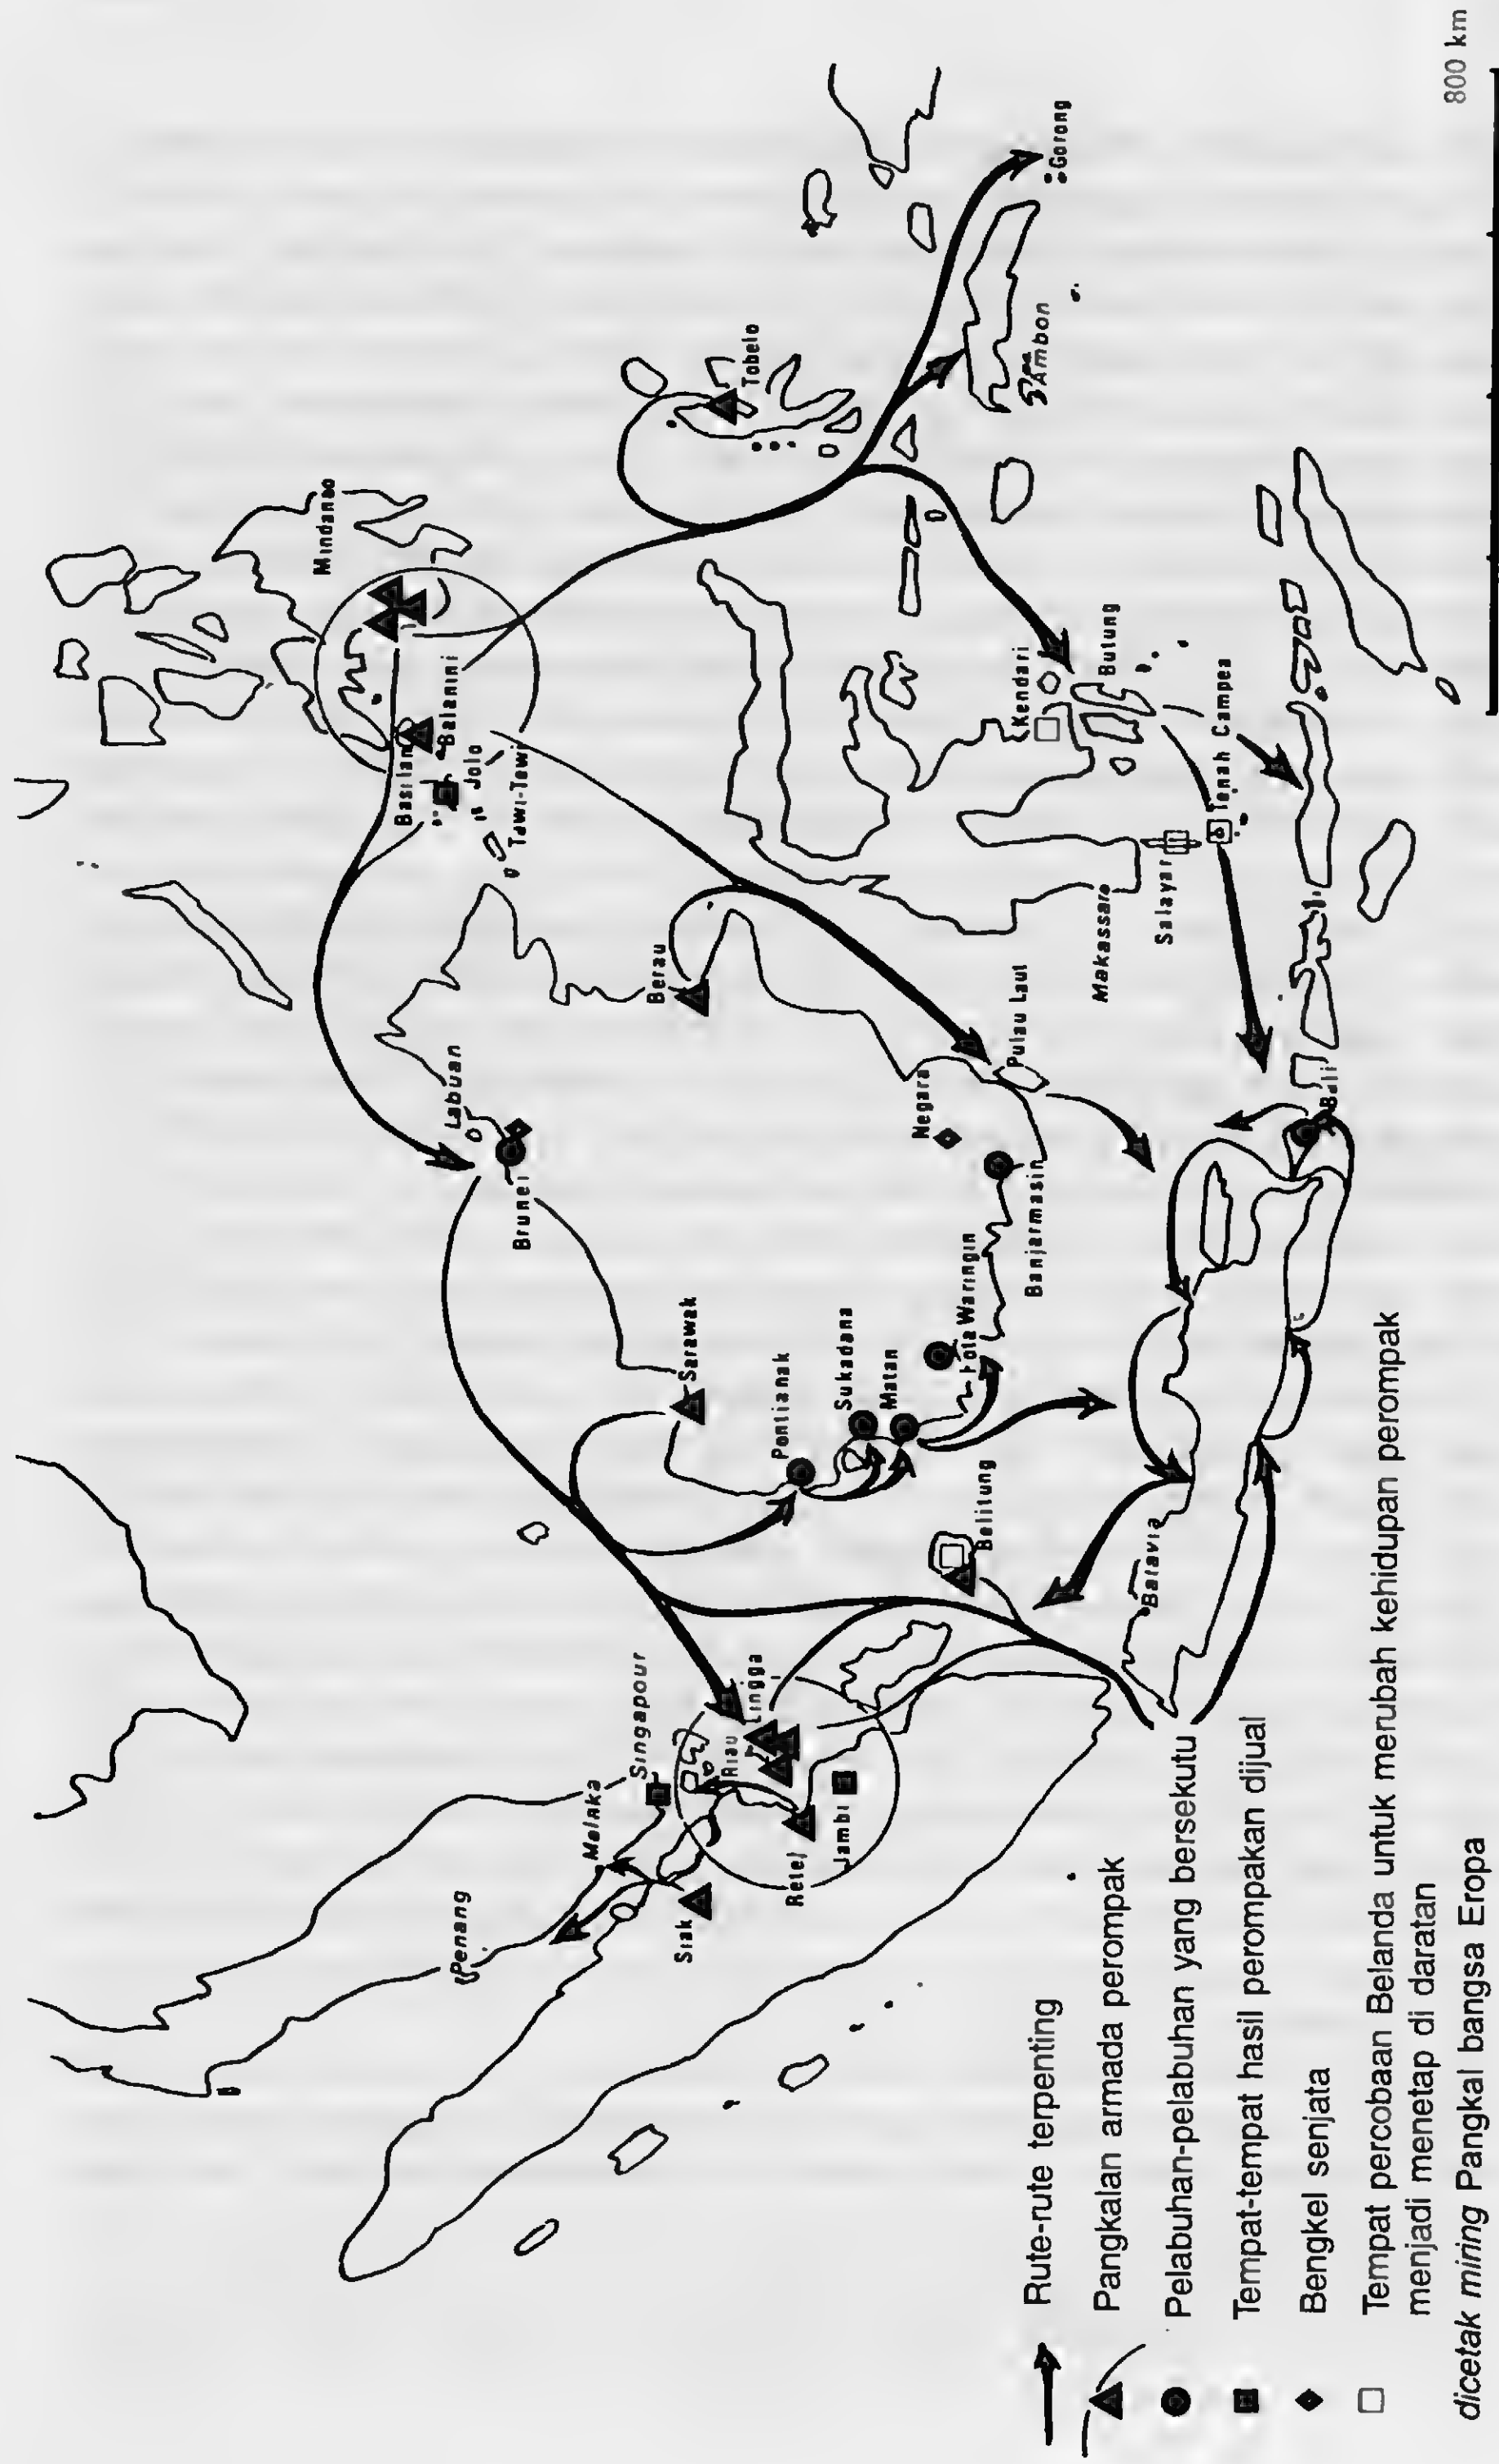 Mindanao
Basilan
Balanini
Jolo
Tawi-Tawi
Labuan
Brunei
Berau
Tobelo
Penang
Melaka
Singapour
Sarawak
Siak
Riau
Lingga
Retei
Jambi
Pontianak
Sukadana
Matan
Kota Waringin
Belitung
Negara
Banjarmasin
Pulau Laut
Makassar
Salayar
Kendari
Butung
Tanah Campea
Ambon
Gorong
Batavia
Bali
800 km
Rute-rute terpenting
Pangkalan armada perompak
Pelabuhan-pelabuhan yang bersekutu
Tempat-tempat hasil perompakan dijual
Bengkel senjata
Tempat percobaan Belanda untuk merubah kehidupan perompak
menjadi menetap di daratan
dicetak miring Pangkal bangsa Eropa